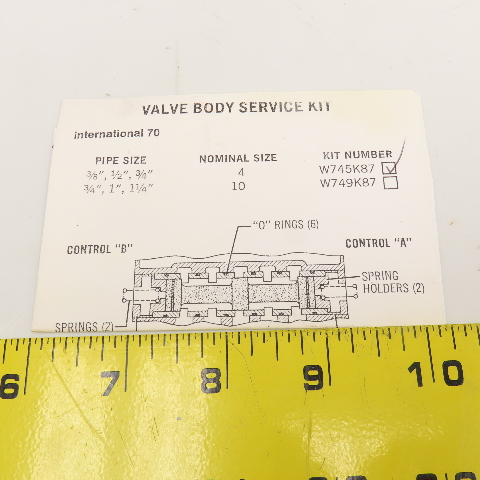 VALVE BODY SERVICE KIT
international 70
PIPE SIZE NOMINAL SIZE KIT NUMBER
⅜", ½", ¾" 4 W745K87
¾", 1", 1¼" 10 W749K87
"O" RINGS (6)
CONTROL "B" CONTROL "A"
SPRING
HOLDERS (2)
SPRINGS (2)
6 7 8 9 10